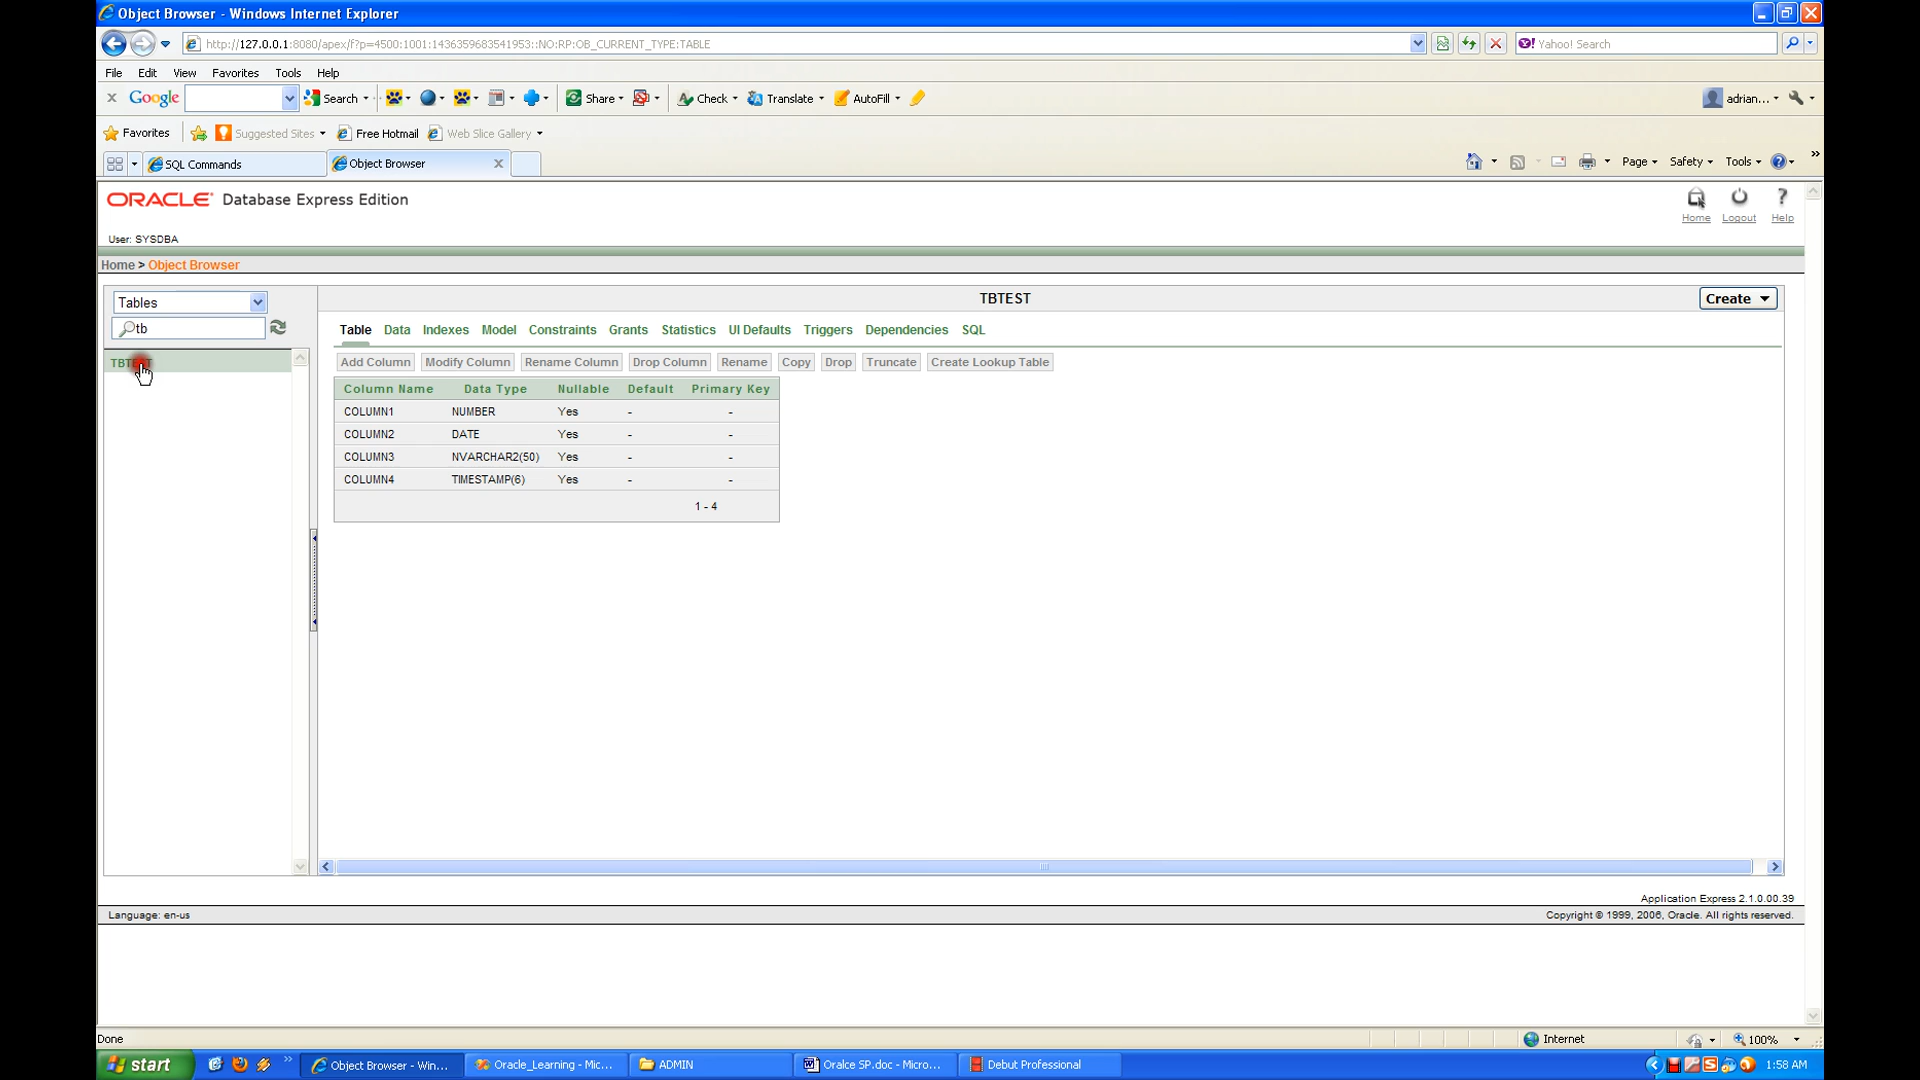 Object Browser - Windows Internet Explorer
http://127.0.0.1:8080/apex/f?p=4500:1001:1436359683541953::NO:RP:OB_CURRENT_TYPE:TABLE
Yahoo! Search
File Edit View Favorites Tools Help
x Google Search Share Check Translate AutoFill adrian...
Favorites Suggested Sites Free Hotmail Web Slice Gallery
SQL Commands Object Browser Page Safety Tools
ORACLE Database Express Edition
Home Logout Help
User: SYSDBA
Home > Object Browser
Tables
TBTEST
Create
tb
Table Data Indexes Model Constraints Grants Statistics UI Defaults Triggers Dependencies SQL
TBTEST
Add Column Modify Column Rename Column Drop Column Rename Copy Drop Truncate Create Lookup Table
Column Name Data Type Nullable Default Primary Key
COLUMN1 NUMBER Yes - -
COLUMN2 DATE Yes - -
COLUMN3 NVARCHAR2(50) Yes - -
COLUMN4 TIMESTAMP(6) Yes - -
1 - 4
Application Express 2.1.0.00.39
Language: en-us
Copyright © 1999, 2006, Oracle. All rights reserved.
Done
Internet
100%
start
Object Browser - Win...
Oracle_Learning - Mic...
ADMIN
Oralce SP.doc - Micro...
Debut Professional
1:58 AM